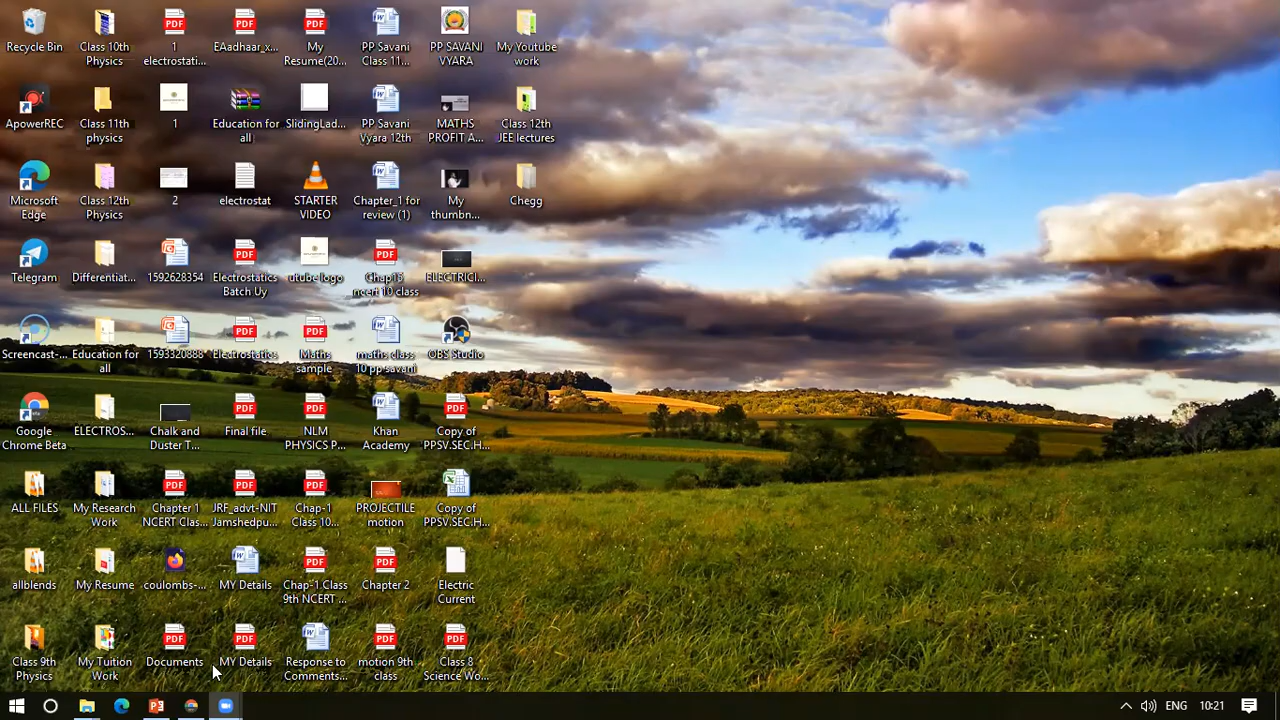 Recycle Bin
Class 10th
Physics
1
electrostati...
EAadhaar_x...
My
Resume(20...
PP Savani
Class 11...
PP SAVANI
VYARA
My Youtube
work
ApowerREC
Class 11th
physics
1
Education for
all
SlidingLad...
PP Savani
Vyara 12th
MATHS
PROFIT A...
Class 12th
JEE lectures
Microsoft
Edge
Class 12th
Physics
2
electrostat
STARTER
VIDEO
Chapter_1 for
review (1)
My
thumbn...
Chegg
Telegram
Differentiat...
1592628354
Electrostatics
Batch Uy
utube logo
Chap15
ncert 10 class
ELECTRICI...
Screencast-...
Education for
all
1593320888
Electrostatics
Maths
sample
maths class
10 pp savani
OBS Studio
Google
Chrome Beta
ELECTROS...
Chalk and
Duster T...
Final file
NLM
PHYSICS P...
Khan
Academy
Copy of
PPSV.SEC.H...
ALL FILES
My Research
Work
Chapter 1
NCERT Clas...
JRF_advt-NIT
Jamshedpu...
Chap-1
Class 10...
PROJECTILE
motion
Copy of
PPSV.SEC.H...
allblends
My Resume
coulombs-...
MY Details
Chap-1 Class
9th NCERT ...
Chapter 2
Electric
Current
Class 9th
Physics
My Tuition
Work
Documents
MY Details
Response to
Comments...
motion 9th
class
Class 8
Science Wo...
ENG
10:21